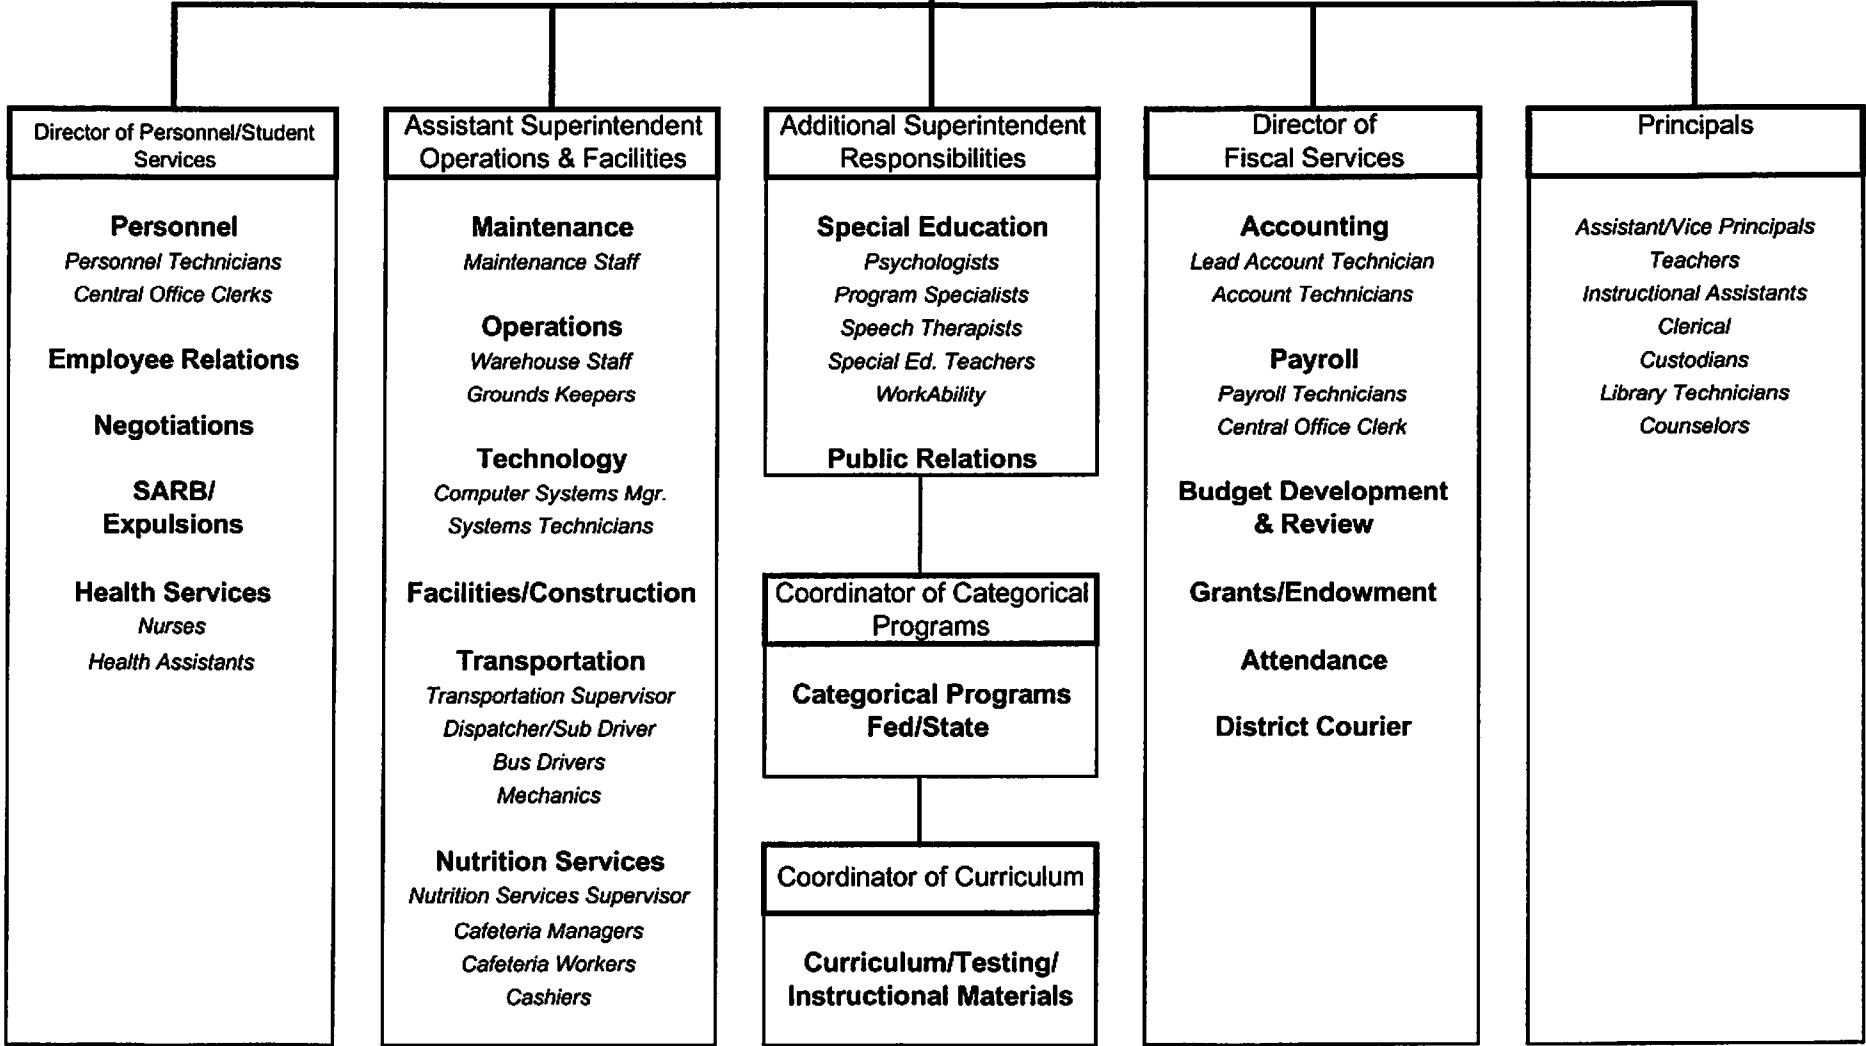 Director of Personnel/Student
Services
Personnel
Personnel Technicians
Central Office Clerks
Employee Relations
Negotiations
SARB/
Expulsions
Health Services
Nurses
Health Assistants
Assistant Superintendent
Operations & Facilities
Maintenance
Maintenance Staff
Operations
Warehouse Staff
Grounds Keepers
Technology
Computer Systems Mgr.
Systems Technicians
Facilities/Construction
Transportation
Transportation Supervisor
Dispatcher/Sub Driver
Bus Drivers
Mechanics
Nutrition Services
Nutrition Services Supervisor
Cafeteria Managers
Cafeteria Workers
Cashiers
Additional Superintendent
Responsibilities
Special Education
Psychologists
Program Specialists
Speech Therapists
Special Ed. Teachers
WorkAbility
Public Relations
Coordinator of Categorical
Programs
Categorical Programs
Fed/State
Coordinator of Curriculum
Curriculum/Testing/
Instructional Materials
Director of
Fiscal Services
Accounting
Lead Account Technician
Account Technicians
Payroll
Payroll Technicians
Central Office Clerk
Budget Development
& Review
Grants/Endowment
Attendance
District Courier
Principals
Assistant/Vice Principals
Teachers
Instructional Assistants
Clerical
Custodians
Library Technicians
Counselors